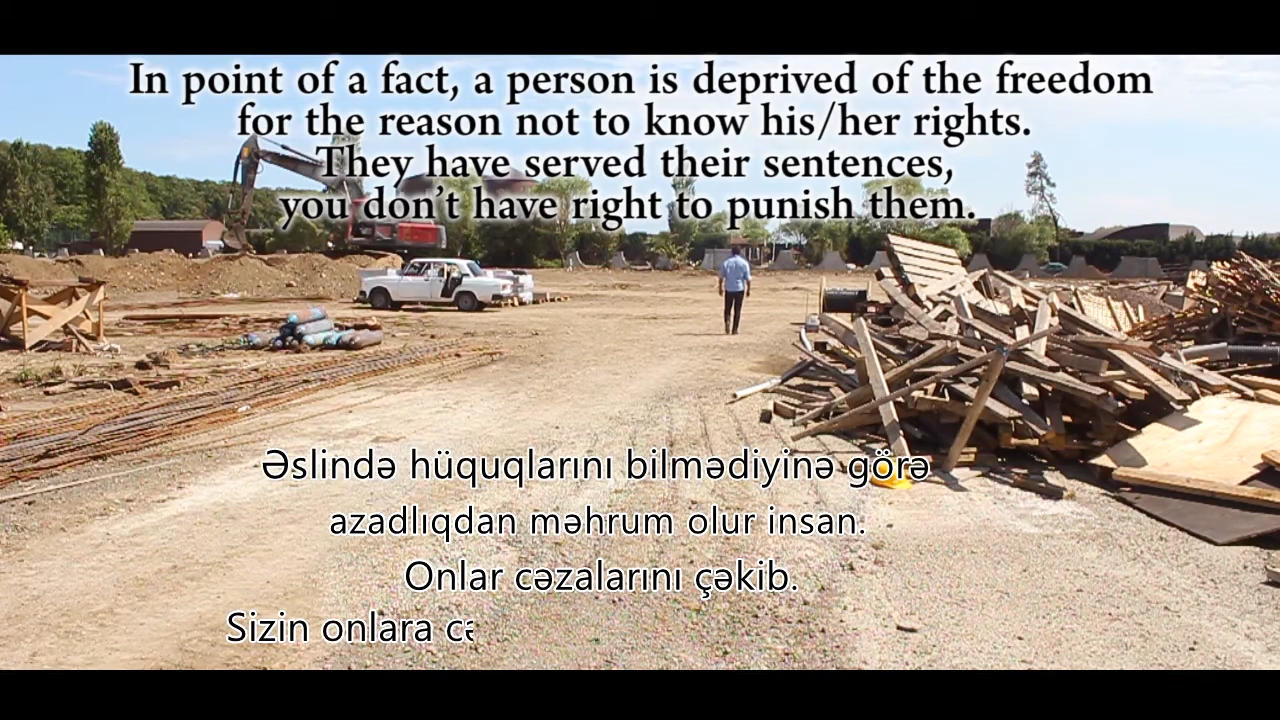 In point of a fact, a person is deprived of the freedom
for the reason not to know his/her rights.
They have served their sentences,
you don't have right to punish them.
Əslində hüquqlarını bilmədiyinə görə
azadlıqdan məhrum olur insan.
Onlar cəzalarını çəkib.
Sizin onlara